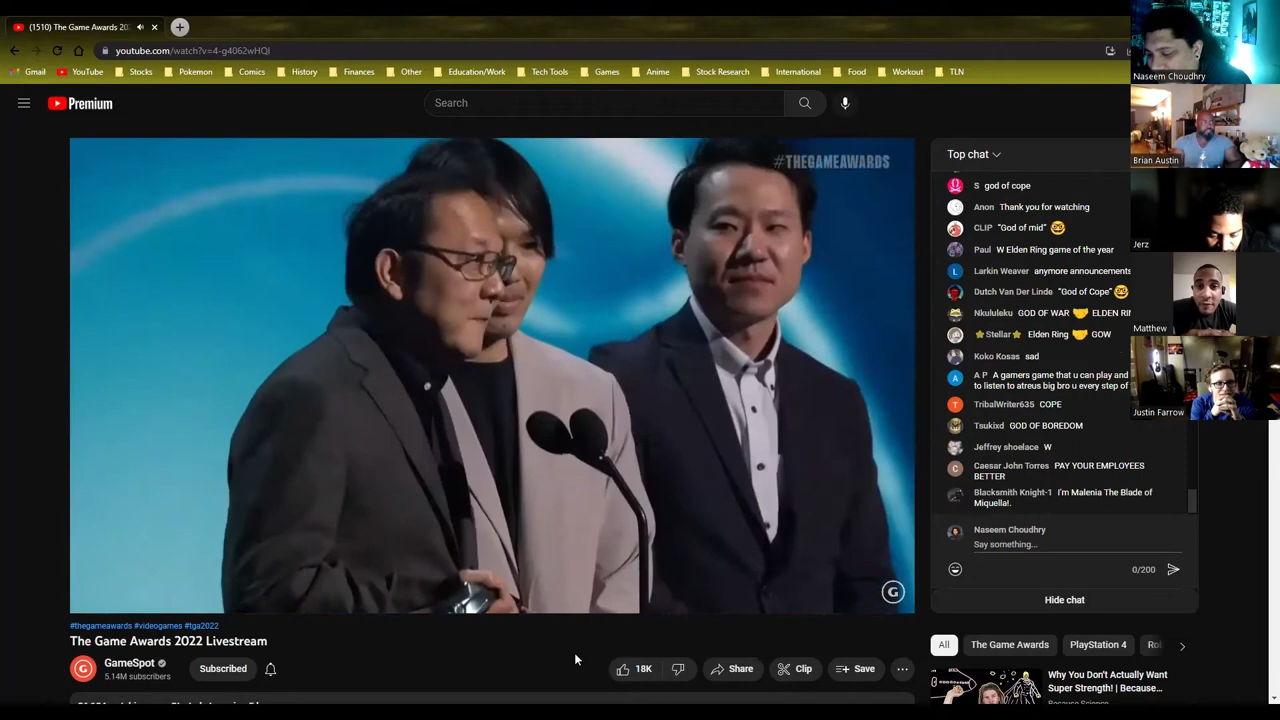 (1510) The Game Awards 20
youtube.com/watch?v=4-g4062wHQI
Gmail YouTube Stocks Pokemon Comics History Finances Other Education/Work Tech Tools Games Anime Stock Research International Food Workout TLN
Premium
Search
#THEGAMEAWARDS
G
#thegameawards #videogames #tga2022
The Game Awards 2022 Livestream
G
GameSpot
5.14M subscribers
Subscribed
18K
Share
Clip
Save
Top chat
S god of cope
Anon Thank you for watching
CLIP “God of mid”
Paul W Elden Ring game of the year
Larkin Weaver anymore announcements
Dutch Van Der Linde “God of Cope”
Nkululeku GOD OF WAR ELDEN RIN
Stellar Elden Ring GOW
Koko Kosas sad
A P A gamers game that u can play and
to listen to atreus big bro u every step of
TribalWriter635 COPE
Tsukixd GOD OF BOREDOM
Jeffrey shoelace W
Caesar John Torres PAY YOUR EMPLOYEES
BETTER
Blacksmith Knight-1 I'm Malenia The Blade of
Miquella!.
Naseem Choudhry
Say something...
0/200
Hide chat
All The Game Awards PlayStation 4 Rol
Why You Don't Actually Want
Super Strength! | Because...
Naseem Choudhry
Brian Austin
Jerz
Matthew
Justin Farrow